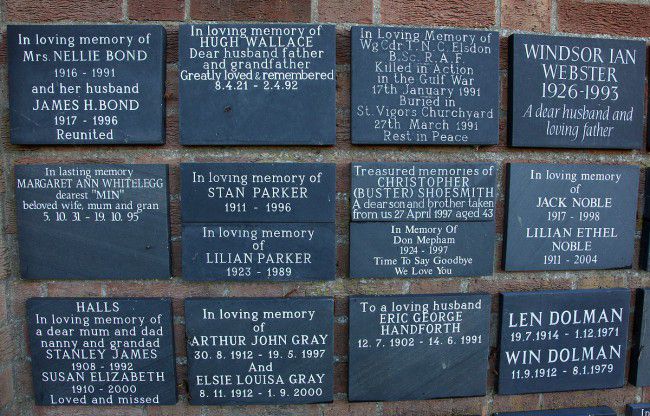 In loving memory of
Mrs. NELLIE BOND
1916 - 1991
and her husband
JAMES H. BOND
1917 - 1996
Reunited
In loving memory of
HUGH WALLACE
Dear husband, father
and grandfather
Greatly loved & remembered
8.4.21 - 2.4.92
In Loving Memory of
Wg Cdr T. N. C. Elsdon
B.Sc. R.A.F.
Killed in Action
in the Gulf War
17th January 1991
Buried in
St. Vigors Churchyard
27th March 1991
Rest in Peace
WINDSOR IAN
WEBSTER
1926-1993
A dear husband and
loving father
In lasting memory
MARGARET ANN WHITELEGG
dearest "MIN"
beloved wife, mum and gran
5. 10. 31 - 19. 10. 95
In loving memory of
STAN PARKER
1911 - 1996
In loving memory
of
LILIAN PARKER
1923 - 1989
Treasured memories of
CHRISTOPHER
(BUSTER) SHOESMITH
A dear son and brother taken
from us 27 April 1997 aged 43
In Memory Of
Don Mepham
1924 - 1997
Time To Say Goodbye
We Love You
In loving memory
of
JACK NOBLE
1917 - 1998
LILIAN ETHEL
NOBLE
1911 - 2004
HALLS
In loving memory of
a dear mum and dad
nanny and grandad
STANLEY JAMES
1908 - 1992
SUSAN ELIZABETH
1910 - 2000
Loved and missed
In loving memory
of
ARTHUR JOHN GRAY
30. 8. 1912 - 19. 5. 1997
And
ELSIE LOUISA GRAY
8. 11. 1912 - 1. 9. 2000
To a loving husband
ERIC GEORGE
HANDFORTH
12. 7. 1902 - 14. 6. 1991
LEN DOLMAN
19.7.1914 - 1.12.1971
WIN DOLMAN
11.9.1912 - 8.1.1979